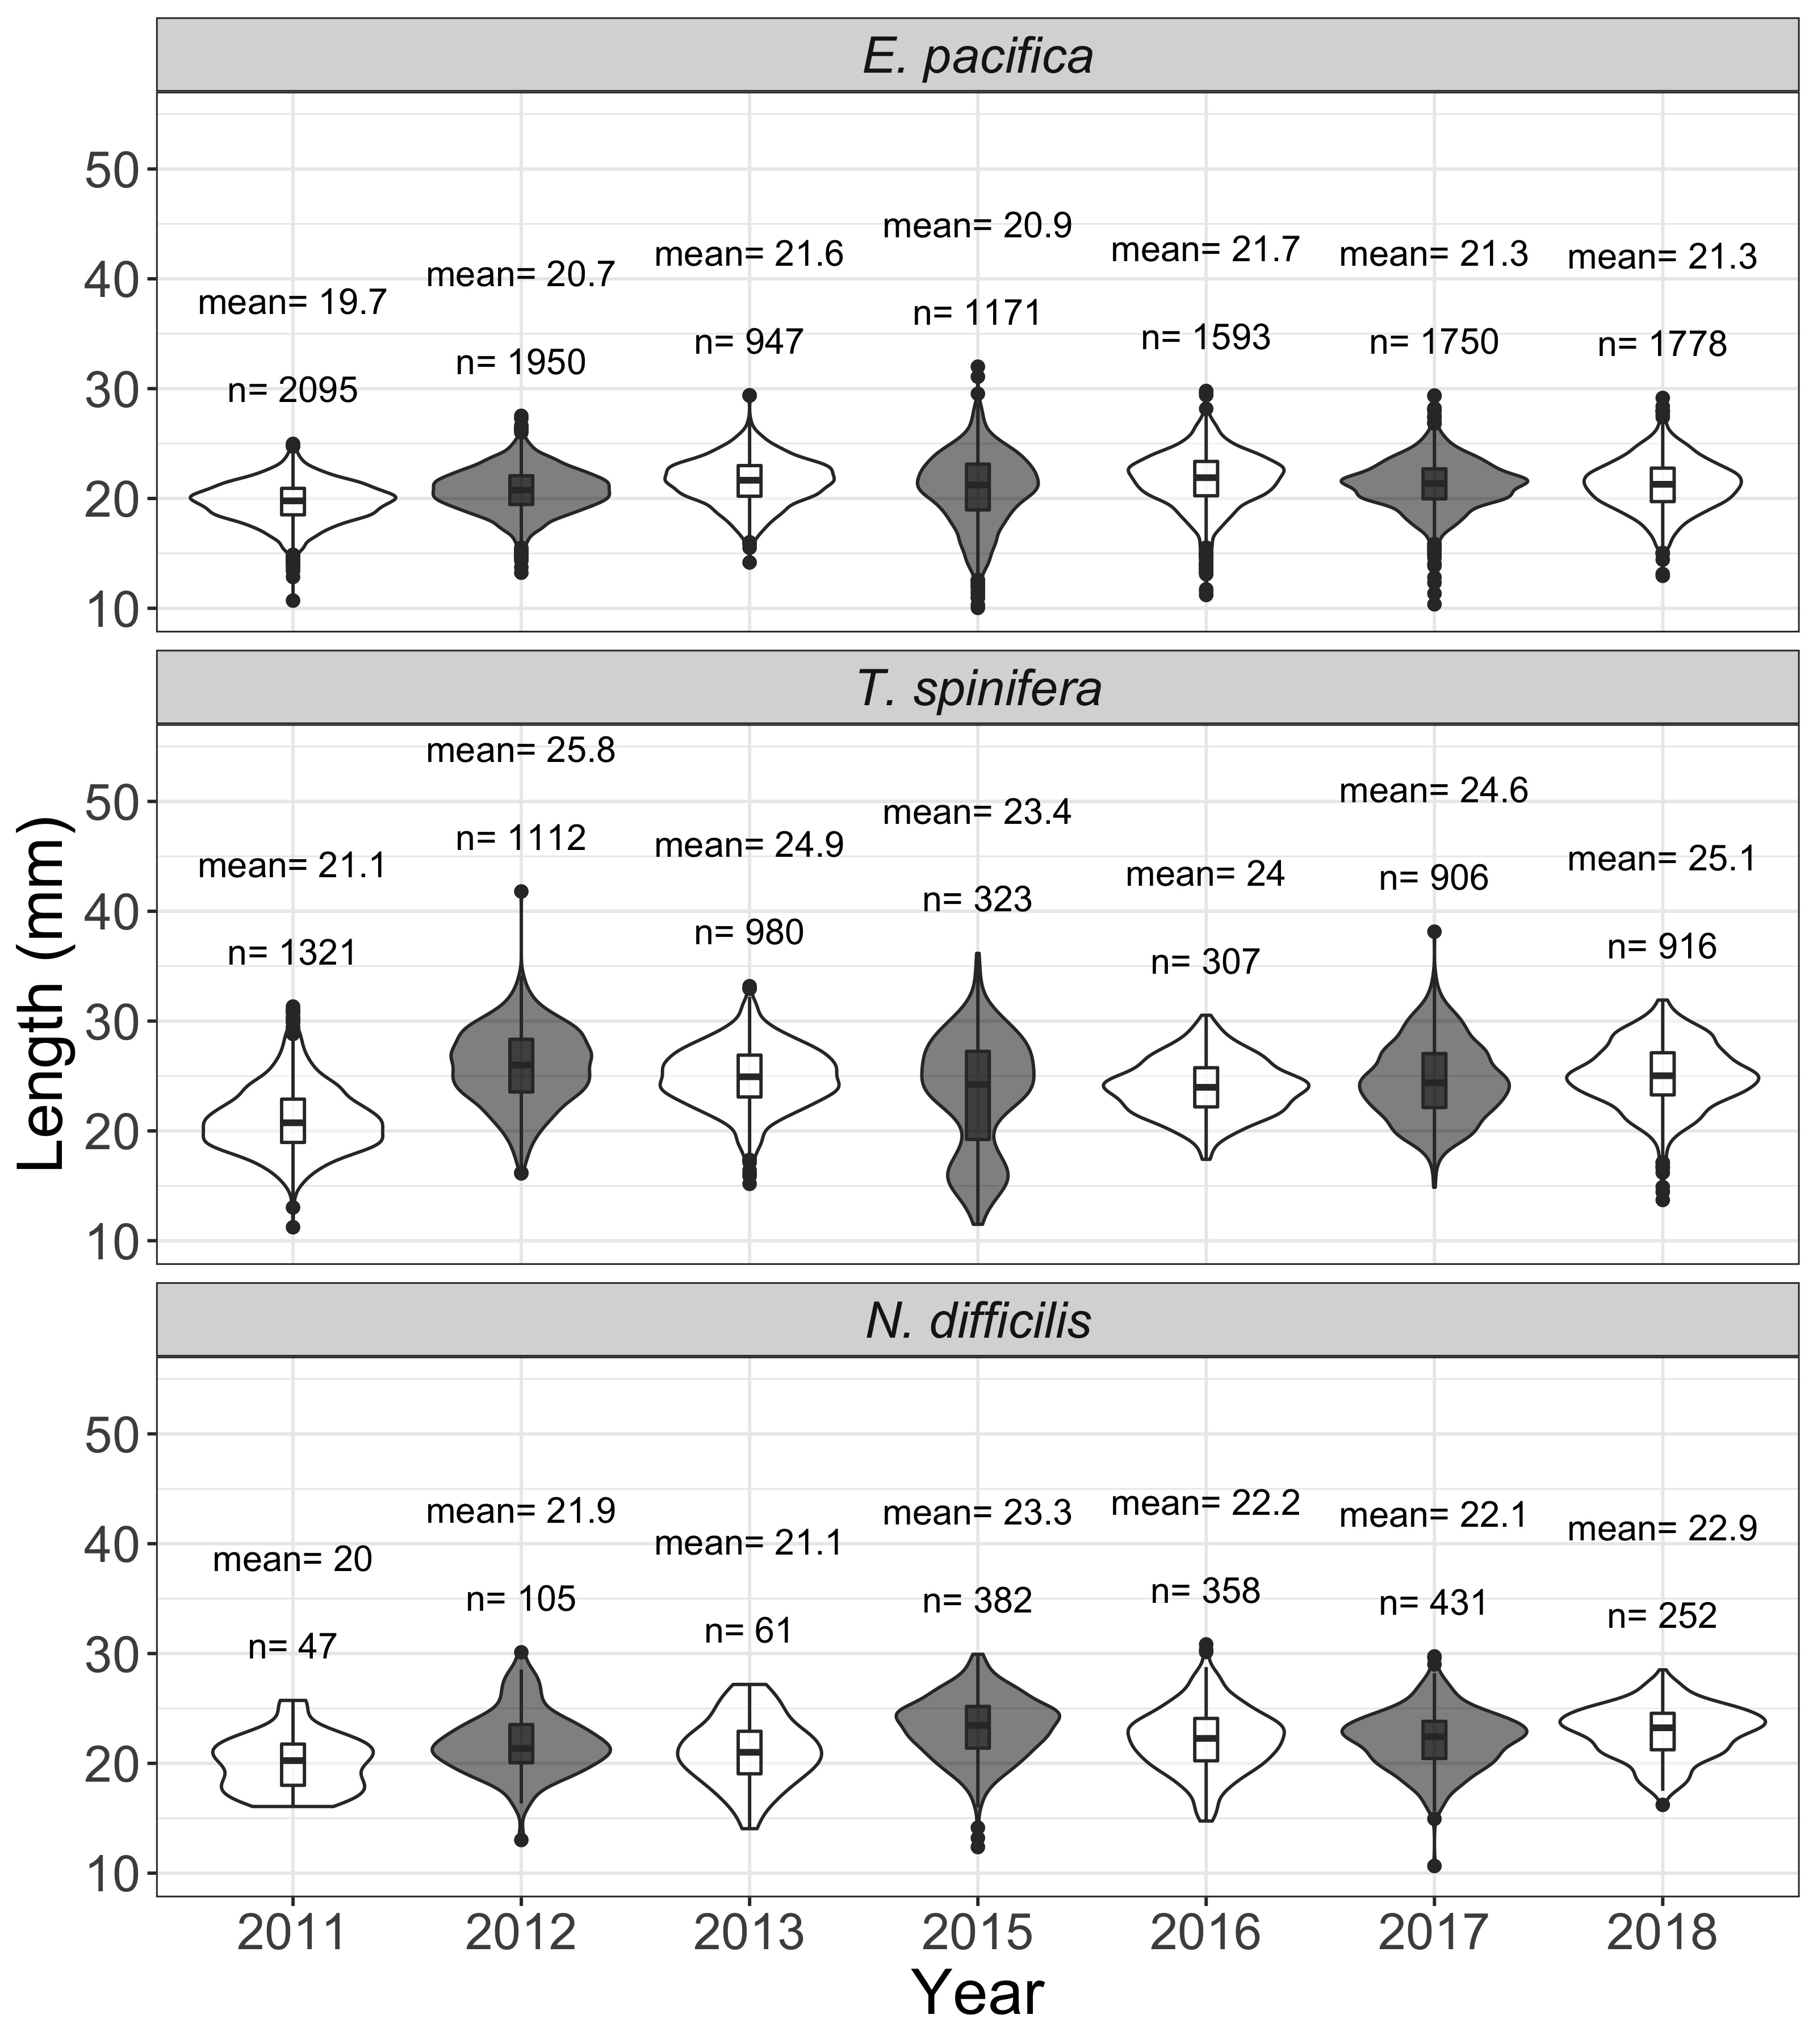 E. pacifica
50
40
30
20
10
mean= 19.7
n= 2095
mean= 20.7
n= 1950
mean= 21.6
n= 947
mean= 20.9
n= 1171
mean= 21.7
n= 1593
mean= 21.3
n= 1750
mean= 21.3
n= 1778
T. spinifera
Length (mm)
50
40
30
20
10
mean= 21.1
n= 1321
mean= 25.8
n= 1112
mean= 24.9
n= 980
mean= 23.4
n= 323
mean= 24
n= 307
mean= 24.6
n= 906
mean= 25.1
n= 916
N. difficilis
50
40
30
20
10
mean= 20
n= 47
mean= 21.9
n= 105
mean= 21.1
n= 61
mean= 23.3
n= 382
mean= 22.2
n= 358
mean= 22.1
n= 431
mean= 22.9
n= 252
2011 2012 2013 2015 2016 2017 2018
Year